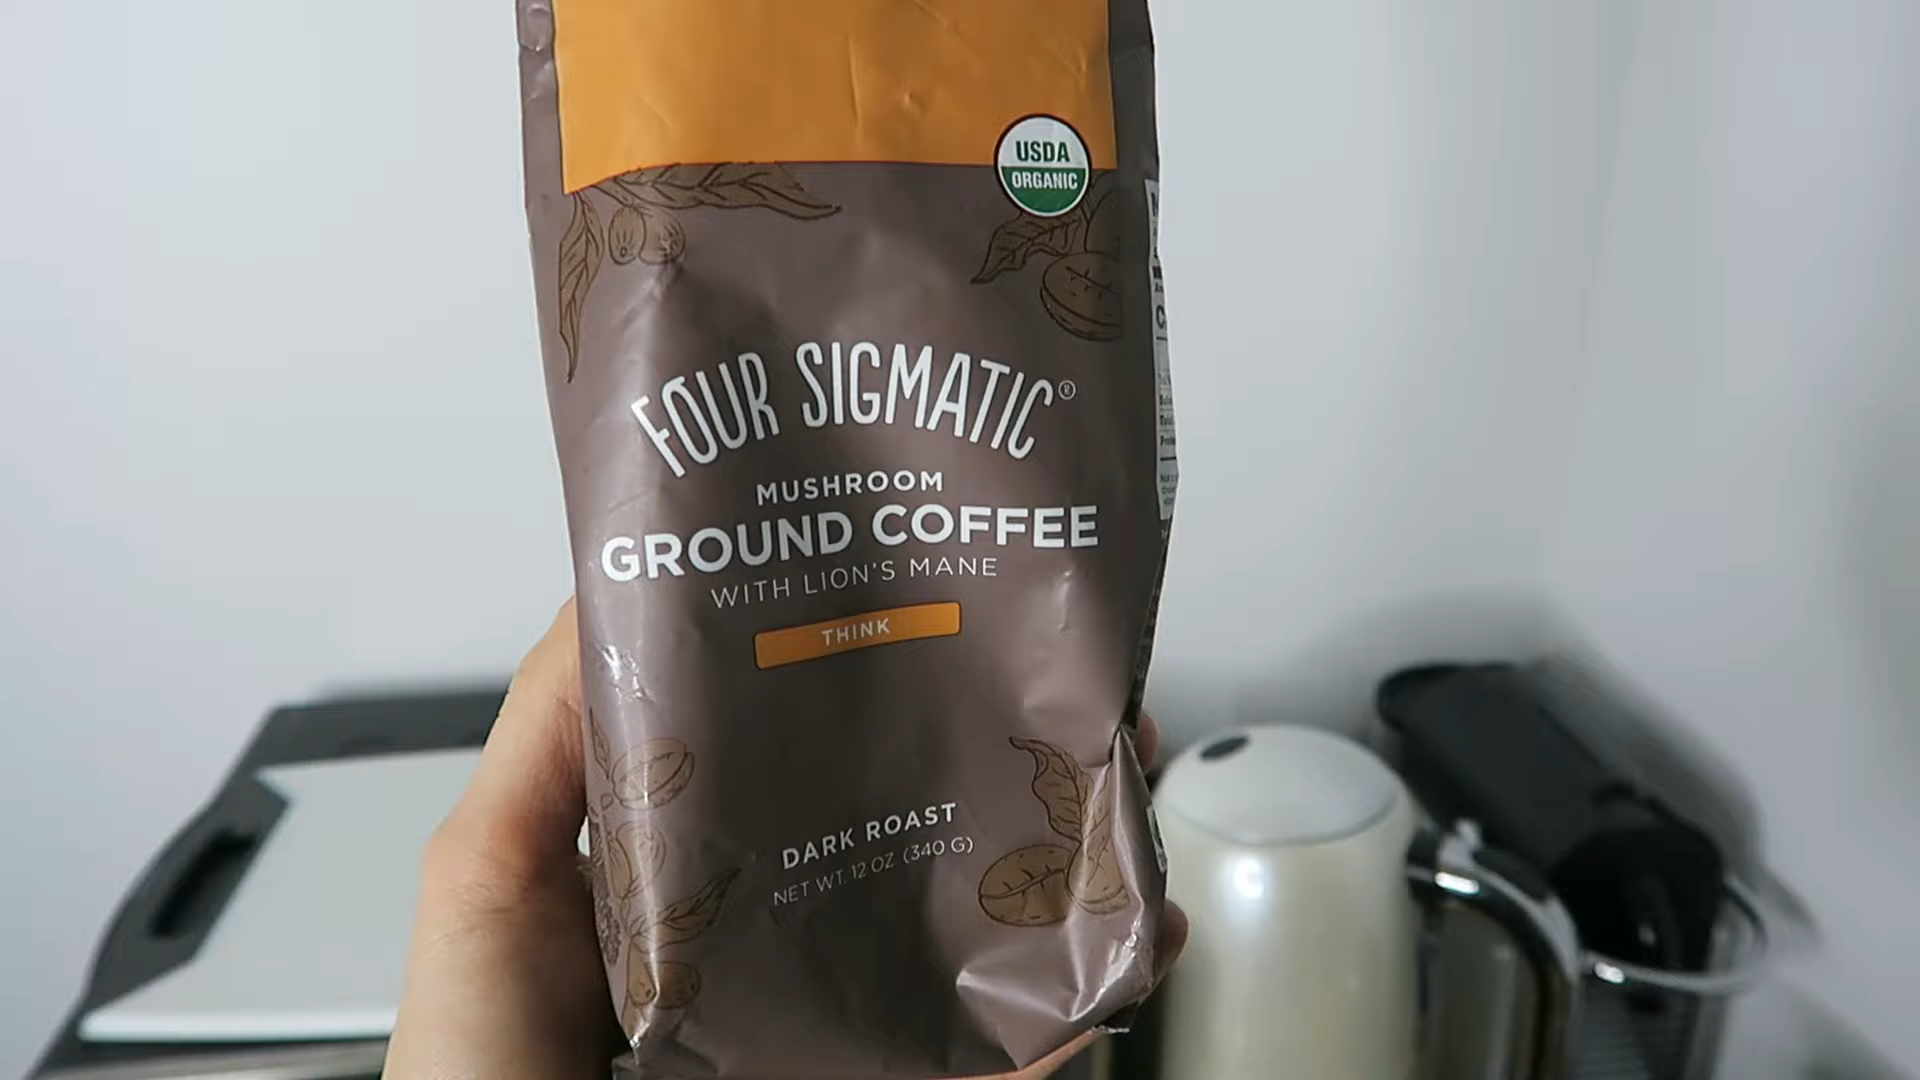 USDA
ORGANIC
FOUR SIGMATIC®
MUSHROOM
GROUND COFFEE
WITH LION'S MANE
THINK
DARK ROAST
NET WT. 12 OZ. (340 G)